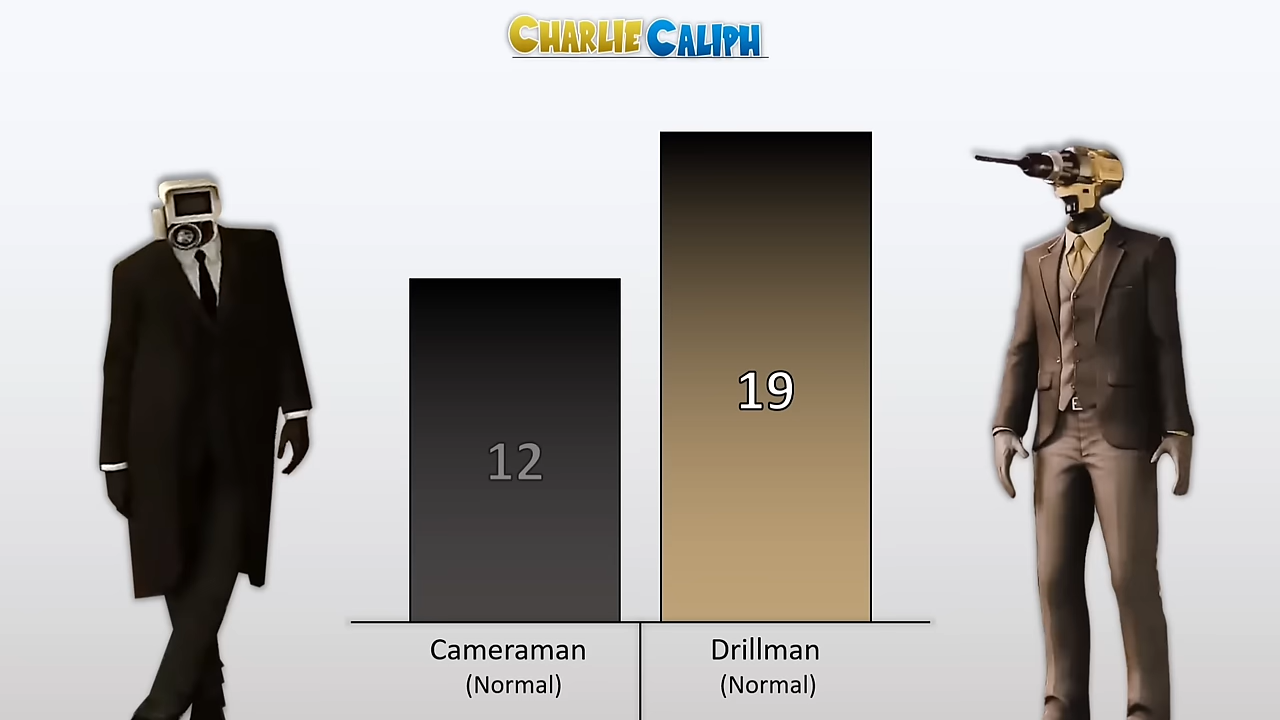 CHARLIE CALIPH
12
19
Cameraman
(Normal)
Drillman
(Normal)